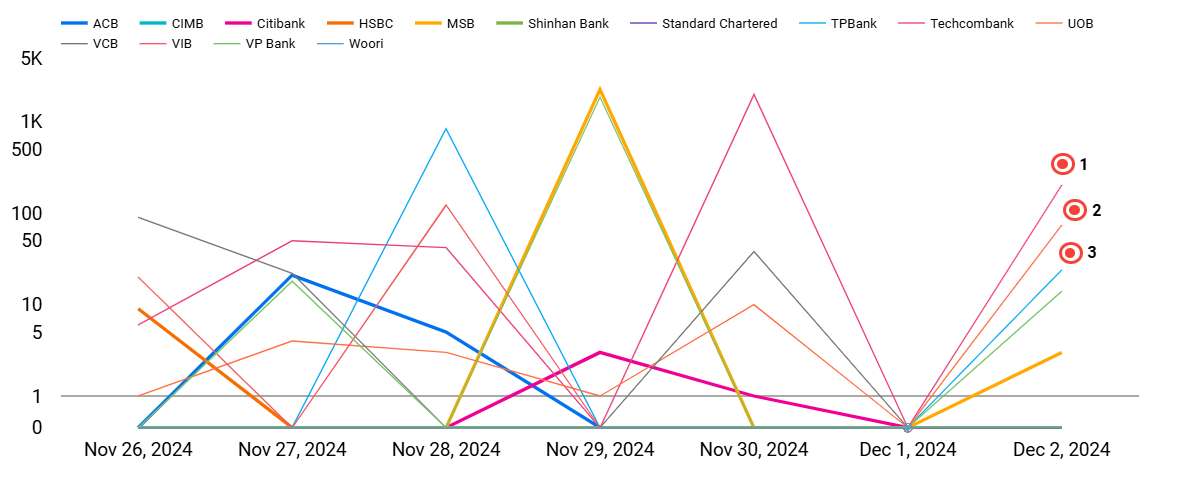 ACB CIMB Citibank HSBC MSB Shinhan Bank Standard Chartered TPBank Techcombank UOB
VCB VIB VP Bank Woori
5K
1K
500
100
50
10
5
1
0
1
2
3
Nov 26, 2024 Nov 27, 2024 Nov 28, 2024 Nov 29, 2024 Nov 30, 2024 Dec 1, 2024 Dec 2, 2024